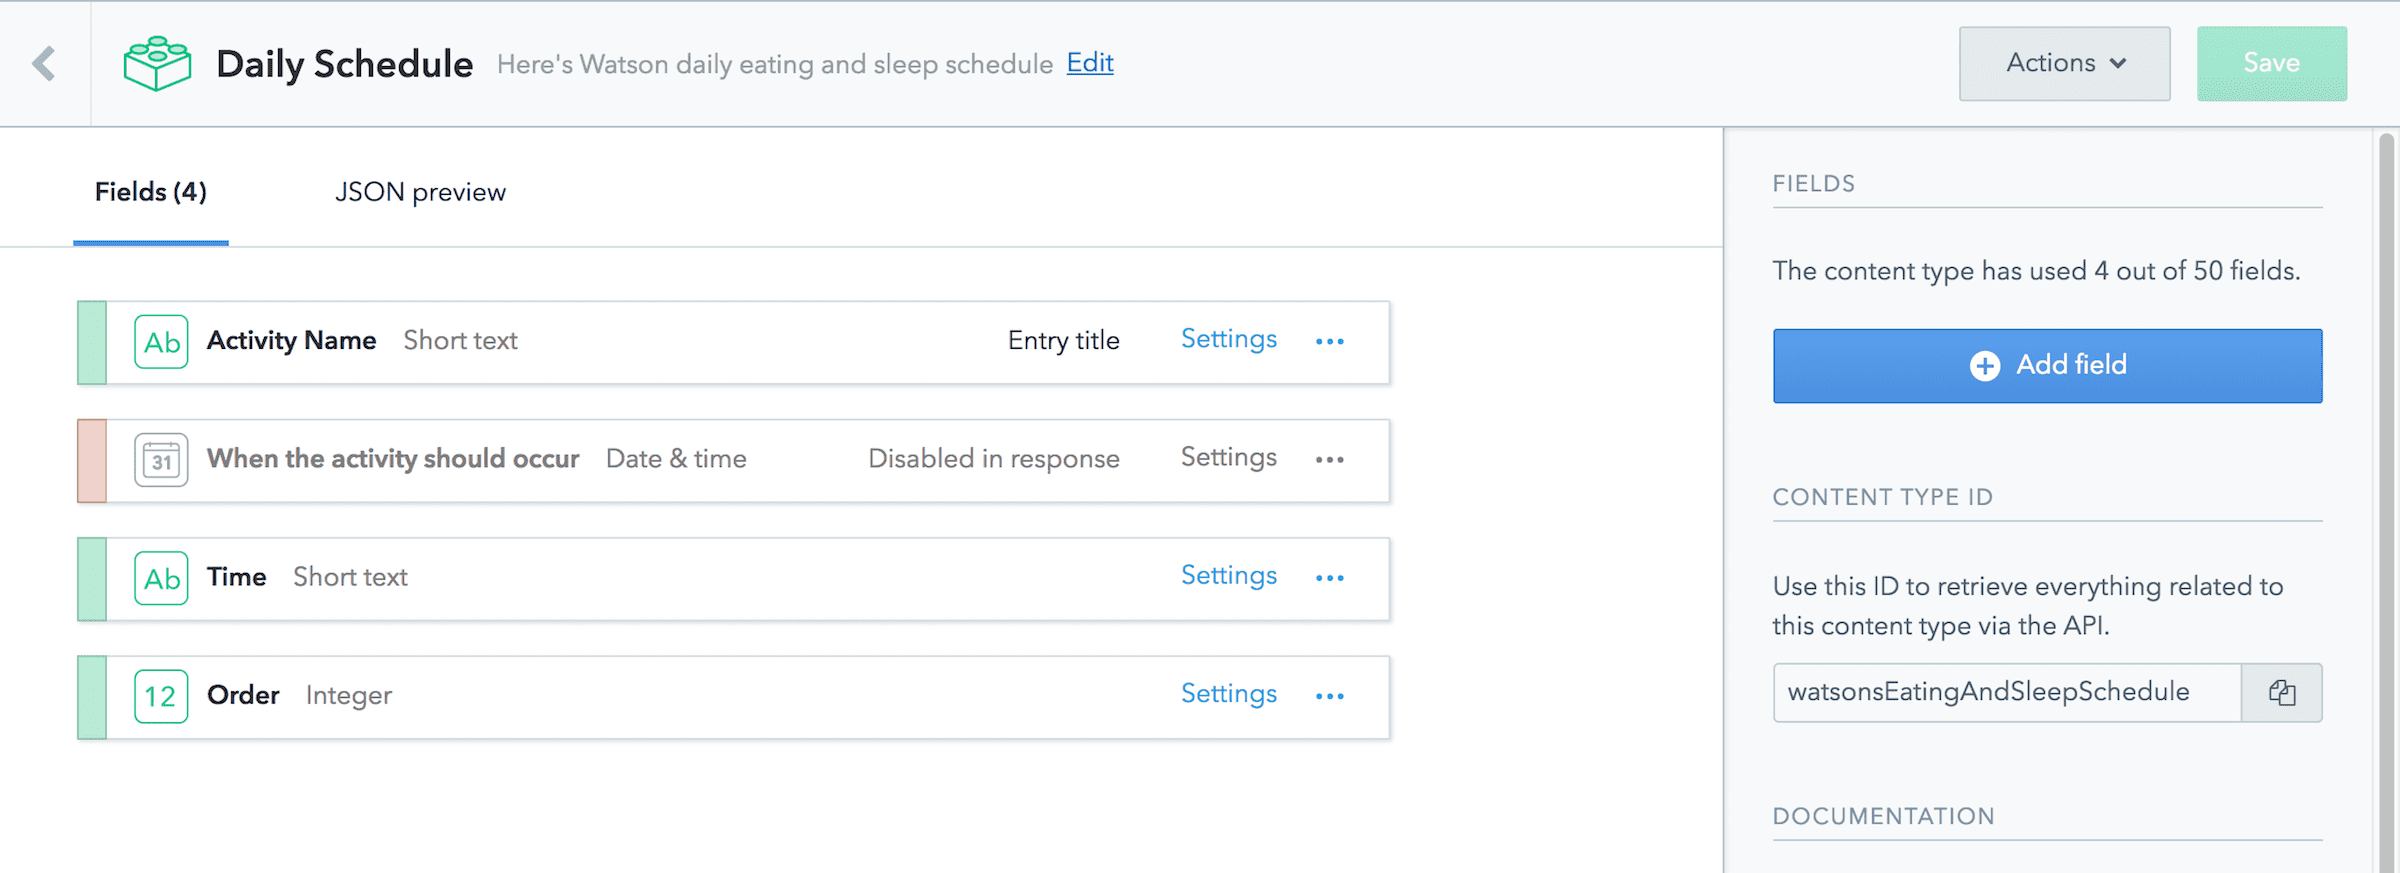 Daily Schedule Here's Watson daily eating and sleep schedule Edit Actions Save
Fields (4) JSON preview
Ab Activity Name Short text Entry title Settings ...
31 When the activity should occur Date & time Disabled in response Settings ...
Ab Time Short text Settings ...
12 Order Integer Settings ...
FIELDS
The content type has used 4 out of 50 fields.
Add field
CONTENT TYPE ID
Use this ID to retrieve everything related to
this content type via the API.
watsonsEatingAndSleepSchedule
DOCUMENTATION